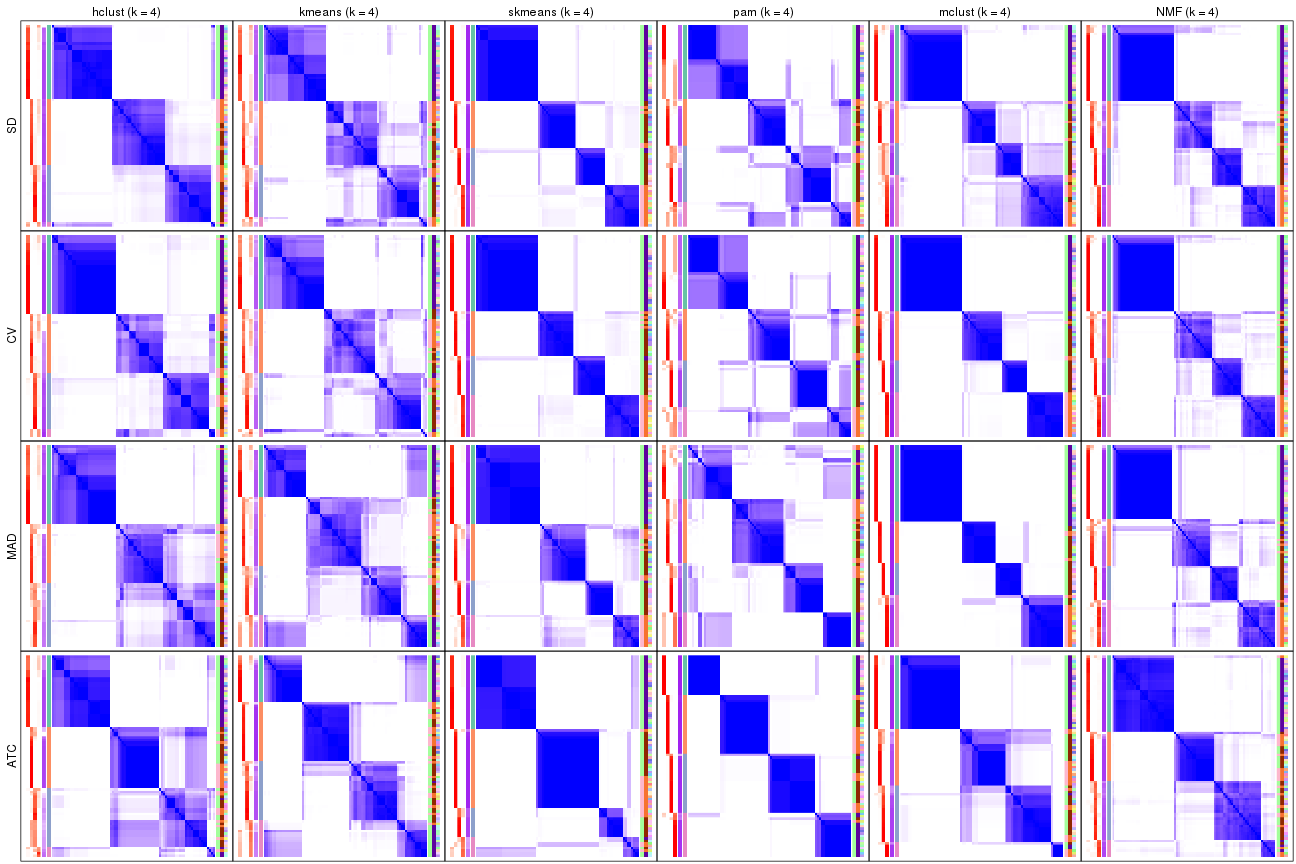 hclust (k = 4) kmeans (k = 4) skmeans (k = 4) pam (k = 4) mclust (k = 4) NMF (k = 4)
SD
CV
MAD
ATC